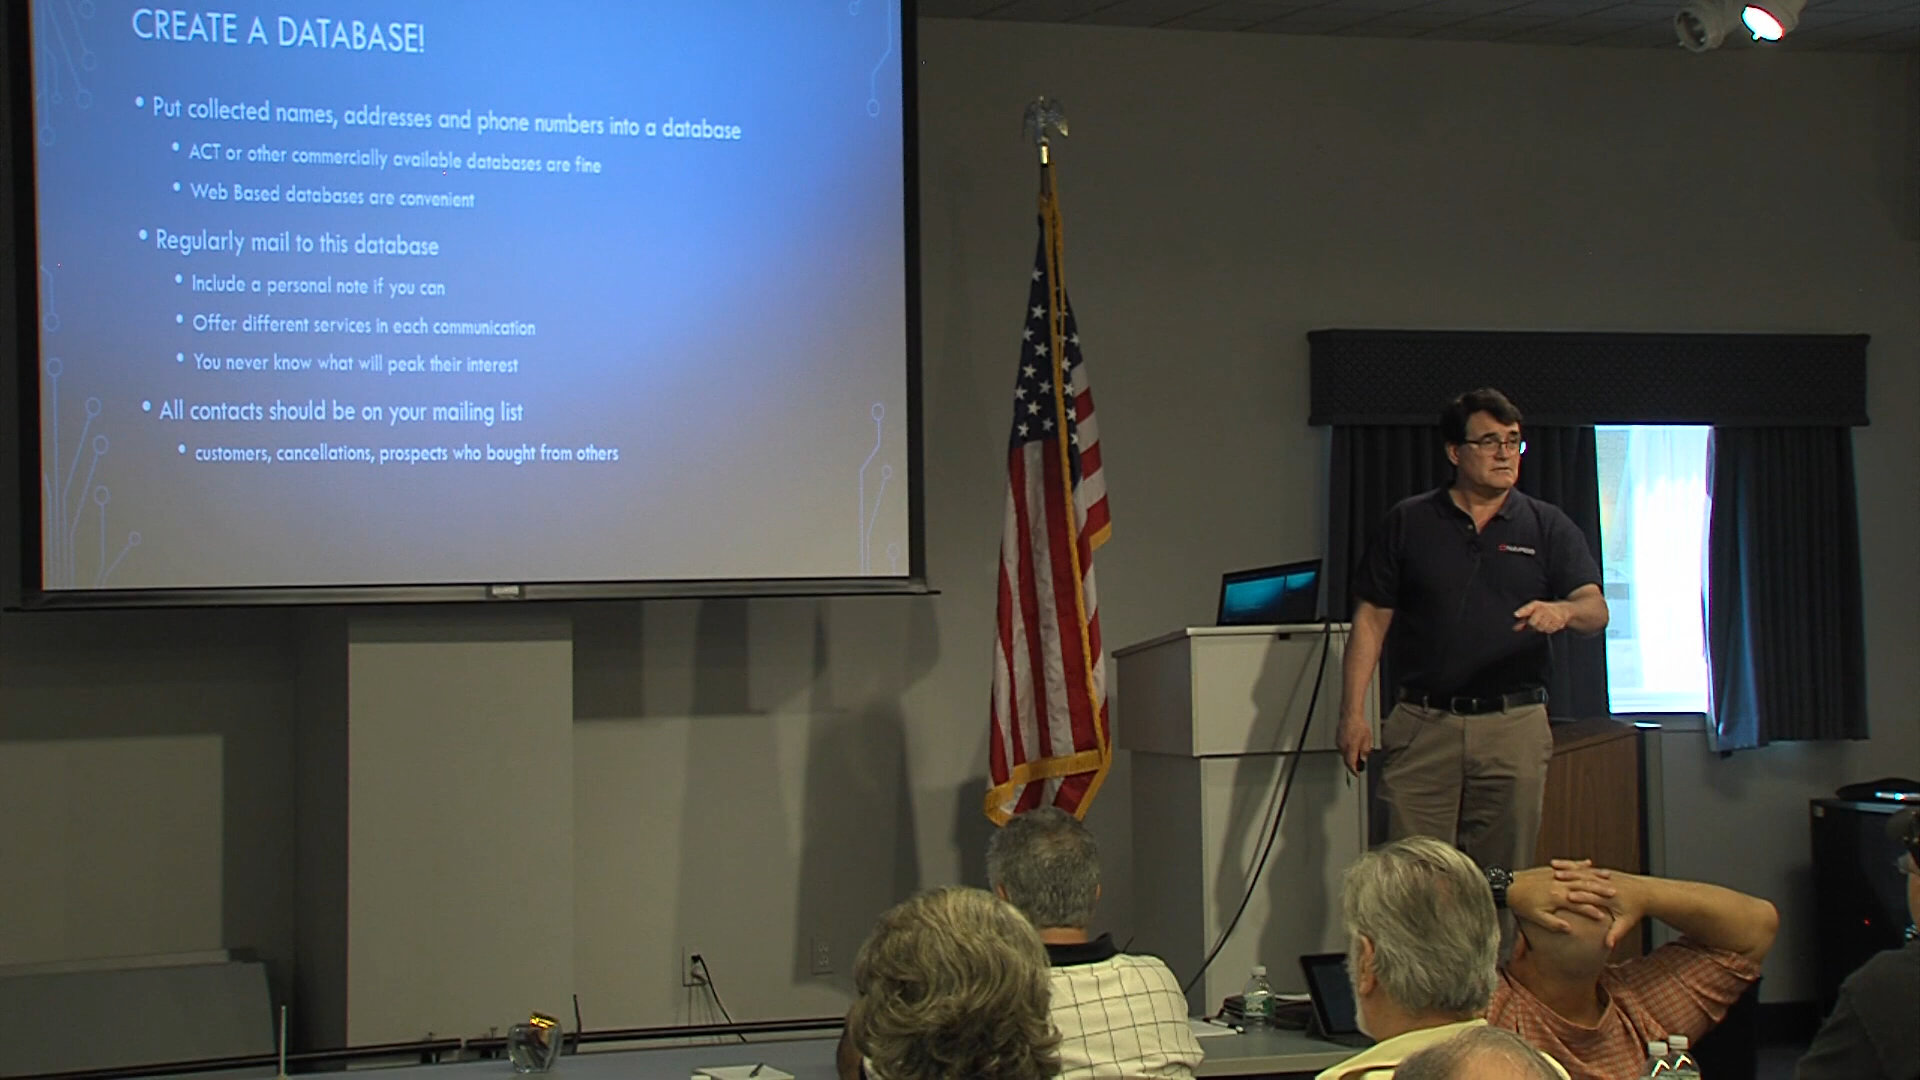 CREATE A DATABASE!
• Put collected names, addresses and phone numbers into a database
• ACT or other commercially available databases are fine
• Web Based databases are convenient
• Regularly mail to this database
• Include a personal note if you can
• Offer different services in each communication
• You never know what will peak their interest
• All contacts should be on your mailing list
• customers, cancellations, prospects who bought from others